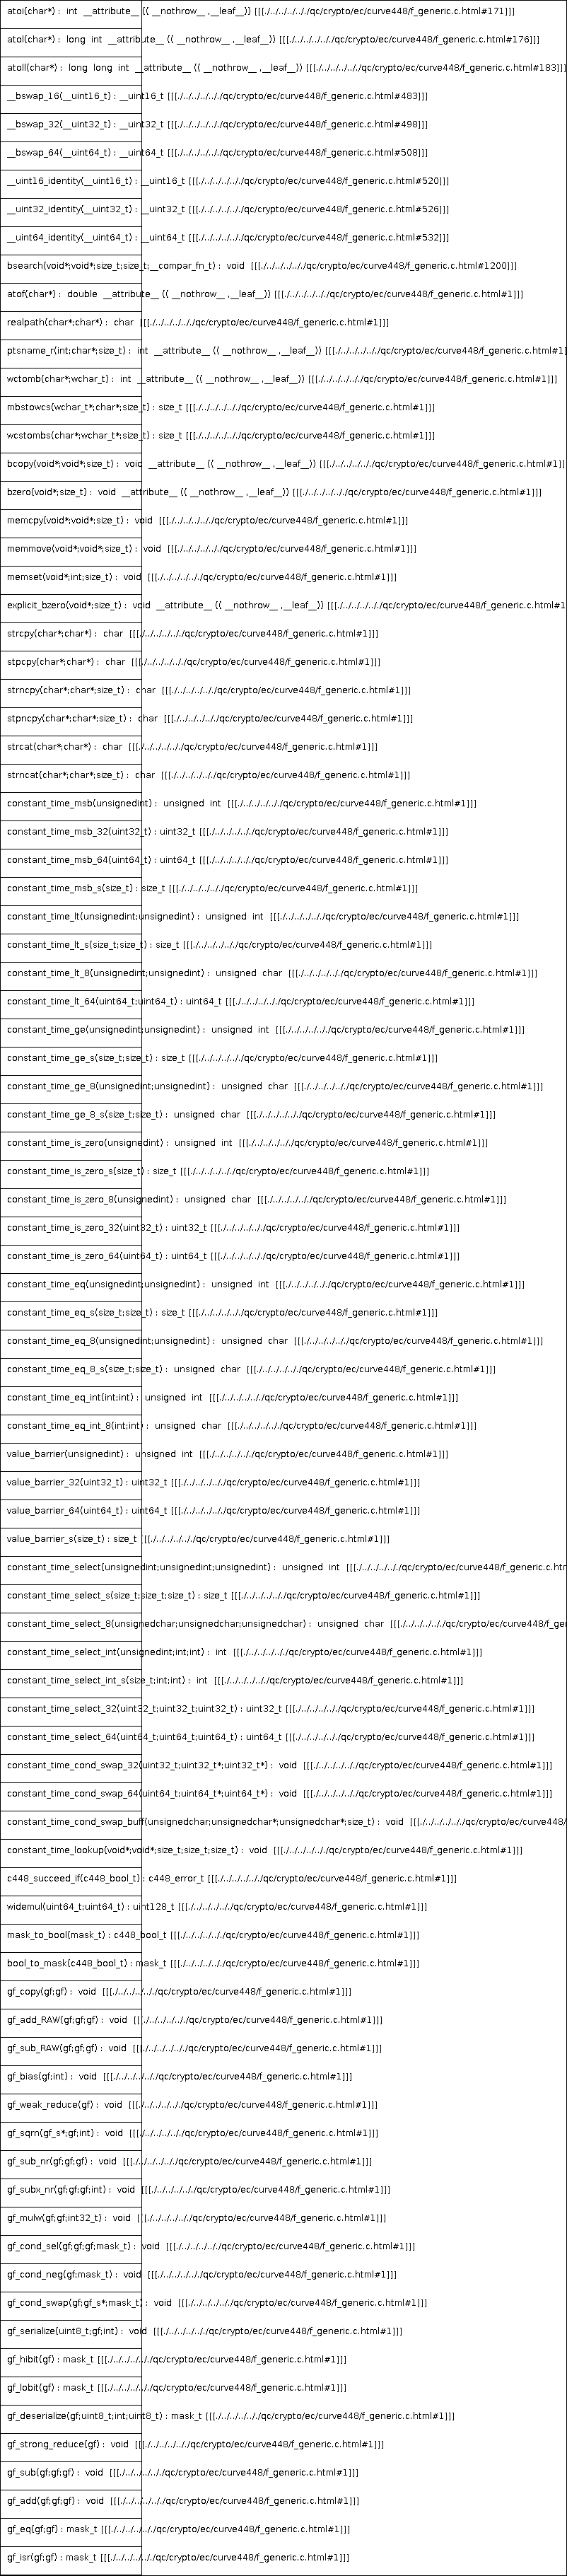 atoi(char*) : int __attribute__ (( __nothrow__ ,__leaf__)) [[[./../../../../../qc/crypto/ec/curve448/f_generic.c.html#171]]]
atol(char*) : long int __attribute__ (( __nothrow__ ,__leaf__)) [[[./../../../../../qc/crypto/ec/curve448/f_generic.c.html#176]]]
atoll(char*) : long long int __attribute__ (( __nothrow__ ,__leaf__)) [[[./../../../../../qc/crypto/ec/curve448/f_generic.c.html#183]]]
__bswap_16(__uint16_t) : __uint16_t [[[./../../../../../qc/crypto/ec/curve448/f_generic.c.html#483]]]
__bswap_32(__uint32_t) : __uint32_t [[[./../../../../../qc/crypto/ec/curve448/f_generic.c.html#498]]]
__bswap_64(__uint64_t) : __uint64_t [[[./../../../../../qc/crypto/ec/curve448/f_generic.c.html#508]]]
__uint16_identity(__uint16_t) : __uint16_t [[[./../../../../../qc/crypto/ec/curve448/f_generic.c.html#520]]]
__uint32_identity(__uint32_t) : __uint32_t [[[./../../../../../qc/crypto/ec/curve448/f_generic.c.html#526]]]
__uint64_identity(__uint64_t) : __uint64_t [[[./../../../../../qc/crypto/ec/curve448/f_generic.c.html#532]]]
bsearch(void*;void*;size_t;size_t;__compar_fn_t) : void [[[./../../../../../qc/crypto/ec/curve448/f_generic.c.html#1200]]]
atof(char*) : double __attribute__ (( __nothrow__ ,__leaf__)) [[[./../../../../../qc/crypto/ec/curve448/f_generic.c.html#1]]]
realpath(char*;char*) : char [[[./../../../../../qc/crypto/ec/curve448/f_generic.c.html#1]]]
ptsname_r(int;char*;size_t) : int __attribute__ (( __nothrow__ ,__leaf__)) [[[./../../../../../qc/crypto/ec/curve448/f_generic.c.html#1]
wctomb(char*;wchar_t) : int __attribute__ (( __nothrow__ ,__leaf__)) [[[./../../../../../qc/crypto/ec/curve448/f_generic.c.html#1]]]
mbstowcs(wchar_t*;char*;size_t) : size_t [[[./../../../../../qc/crypto/ec/curve448/f_generic.c.html#1]]]
wcstombs(char*;wchar_t*;size_t) : size_t [[[./../../../../../qc/crypto/ec/curve448/f_generic.c.html#1]]]
bcopy(void*;void*;size_t) : void __attribute__ (( __nothrow__ ,__leaf__)) [[[./../../../../../qc/crypto/ec/curve448/f_generic.c.html#1]]]
bzero(void*;size_t) : void __attribute__ (( __nothrow__ ,__leaf__)) [[[./../../../../../qc/crypto/ec/curve448/f_generic.c.html#1]]]
memcpy(void*;void*;size_t) : void [[[./../../../../../qc/crypto/ec/curve448/f_generic.c.html#1]]]
memmove(void*;void*;size_t) : void [[[./../../../../../qc/crypto/ec/curve448/f_generic.c.html#1]]]
memset(void*;int;size_t) : void [[[./../../../../../qc/crypto/ec/curve448/f_generic.c.html#1]]]
explicit_bzero(void*;size_t) : void __attribute__ (( __nothrow__ ,__leaf__)) [[[./../../../../../qc/crypto/ec/curve448/f_generic.c.html#1
strcpy(char*;char*) : char [[[./../../../../../qc/crypto/ec/curve448/f_generic.c.html#1]]]
stpcpy(char*;char*) : char [[[./../../../../../qc/crypto/ec/curve448/f_generic.c.html#1]]]
strncpy(char*;char*;size_t) : char [[[./../../../../../qc/crypto/ec/curve448/f_generic.c.html#1]]]
stpncpy(char*;char*;size_t) : char [[[./../../../../../qc/crypto/ec/curve448/f_generic.c.html#1]]]
strcat(char*;char*) : char [[[./../../../../../qc/crypto/ec/curve448/f_generic.c.html#1]]]
strncat(char*;char*;size_t) : char [[[./../../../../../qc/crypto/ec/curve448/f_generic.c.html#1]]]
constant_time_msb(unsignedint) : unsigned int [[[./../../../../../qc/crypto/ec/curve448/f_generic.c.html#1]]]
constant_time_msb_32(uint32_t) : uint32_t [[[./../../../../../qc/crypto/ec/curve448/f_generic.c.html#1]]]
constant_time_msb_64(uint64_t) : uint64_t [[[./../../../../../qc/crypto/ec/curve448/f_generic.c.html#1]]]
constant_time_msb_s(size_t) : size_t [[[./../../../../../qc/crypto/ec/curve448/f_generic.c.html#1]]]
constant_time_lt(unsignedint;unsignedint) : unsigned int [[[./../../../../../qc/crypto/ec/curve448/f_generic.c.html#1]]]
constant_time_lt_s(size_t;size_t) : size_t [[[./../../../../../qc/crypto/ec/curve448/f_generic.c.html#1]]]
constant_time_lt_8(unsignedint;unsignedint) : unsigned char [[[./../../../../../qc/crypto/ec/curve448/f_generic.c.html#1]]]
constant_time_lt_64(uint64_t;uint64_t) : uint64_t [[[./../../../../../qc/crypto/ec/curve448/f_generic.c.html#1]]]
constant_time_ge(unsignedint;unsignedint) : unsigned int [[[./../../../../../qc/crypto/ec/curve448/f_generic.c.html#1]]]
constant_time_ge_s(size_t;size_t) : size_t [[[./../../../../../qc/crypto/ec/curve448/f_generic.c.html#1]]]
constant_time_ge_8(unsignedint;unsignedint) : unsigned char [[[./../../../../../qc/crypto/ec/curve448/f_generic.c.html#1]]]
constant_time_ge_8_s(size_t;size_t) : unsigned char [[[./../../../../../qc/crypto/ec/curve448/f_generic.c.html#1]]]
constant_time_is_zero(unsignedint) : unsigned int [[[./../../../../../qc/crypto/ec/curve448/f_generic.c.html#1]]]
constant_time_is_zero_s(size_t) : size_t [[[./../../../../../qc/crypto/ec/curve448/f_generic.c.html#1]]]
constant_time_is_zero_8(unsignedint) : unsigned char [[[./../../../../../qc/crypto/ec/curve448/f_generic.c.html#1]]]
constant_time_is_zero_32(uint32_t) : uint32_t [[[./../../../../../qc/crypto/ec/curve448/f_generic.c.html#1]]]
constant_time_is_zero_64(uint64_t) : uint64_t [[[./../../../../../qc/crypto/ec/curve448/f_generic.c.html#1]]]
constant_time_eq(unsignedint;unsignedint) : unsigned int [[[./../../../../../qc/crypto/ec/curve448/f_generic.c.html#1]]]
constant_time_eq_s(size_t;size_t) : size_t [[[./../../../../../qc/crypto/ec/curve448/f_generic.c.html#1]]]
constant_time_eq_8(unsignedint;unsignedint) : unsigned char [[[./../../../../../qc/crypto/ec/curve448/f_generic.c.html#1]]]
constant_time_eq_8_s(size_t;size_t) : unsigned char [[[./../../../../../qc/crypto/ec/curve448/f_generic.c.html#1]]]
constant_time_eq_int(int;int) : unsigned int [[[./../../../../../qc/crypto/ec/curve448/f_generic.c.html#1]]]
constant_time_eq_int_8(int;int) : unsigned char [[[./../../../../../qc/crypto/ec/curve448/f_generic.c.html#1]]]
value_barrier(unsignedint) : unsigned int [[[./../../../../../qc/crypto/ec/curve448/f_generic.c.html#1]]]
value_barrier_32(uint32_t) : uint32_t [[[./../../../../../qc/crypto/ec/curve448/f_generic.c.html#1]]]
value_barrier_64(uint64_t) : uint64_t [[[./../../../../../qc/crypto/ec/curve448/f_generic.c.html#1]]]
value_barrier_s(size_t) : size_t [[[./../../../../../qc/crypto/ec/curve448/f_generic.c.html#1]]]
constant_time_select(unsignedint;unsignedint;unsignedint) : unsigned int [[[./../../../../../qc/crypto/ec/curve448/f_generic.c.htm
constant_time_select_s(size_t;size_t;size_t) : size_t [[[./../../../../../qc/crypto/ec/curve448/f_generic.c.html#1]]]
constant_time_select_8(unsignedchar;unsignedchar;unsignedchar) : unsigned char [[[./../../../../../qc/crypto/ec/curve448/f_gen
constant_time_select_int(unsignedint;int;int) : int [[[./../../../../../qc/crypto/ec/curve448/f_generic.c.html#1]]]
constant_time_select_int_s(size_t;int;int) : int [[[./../../../../../qc/crypto/ec/curve448/f_generic.c.html#1]]]
constant_time_select_32(uint32_t;uint32_t;uint32_t) : uint32_t [[[./../../../../../qc/crypto/ec/curve448/f_generic.c.html#1]]]
constant_time_select_64(uint64_t;uint64_t;uint64_t) : uint64_t [[[./../../../../../qc/crypto/ec/curve448/f_generic.c.html#1]]]
constant_time_cond_swap_32(uint32_t;uint32_t*;uint32_t*) : void [[[./../../../../../qc/crypto/ec/curve448/f_generic.c.html#1]]]
constant_time_cond_swap_64(uint64_t;uint64_t*;uint64_t*) : void [[[./../../../../../qc/crypto/ec/curve448/f_generic.c.html#1]]]
constant_time_cond_swap_buff(unsignedchar;unsignedchar*;unsignedchar*;size_t) : void [[[./../../../../../qc/crypto/ec/curve448/
constant_time_lookup(void*;void*;size_t;size_t;size_t) : void [[[./../../../../../qc/crypto/ec/curve448/f_generic.c.html#1]]]
c448_succeed_if(c448_bool_t) : c448_error_t [[[./../../../../../qc/crypto/ec/curve448/f_generic.c.html#1]]]
widemul(uint64_t;uint64_t) : uint128_t [[[./../../../../../qc/crypto/ec/curve448/f_generic.c.html#1]]]
mask_to_bool(mask_t) : c448_bool_t [[[./../../../../../qc/crypto/ec/curve448/f_generic.c.html#1]]]
bool_to_mask(c448_bool_t) : mask_t [[[./../../../../../qc/crypto/ec/curve448/f_generic.c.html#1]]]
gf_copy(gf;gf) : void [[[./../../../../../qc/crypto/ec/curve448/f_generic.c.html#1]]]
gf_add_RAW(gf;gf;gf) : void [[[./../../../../../qc/crypto/ec/curve448/f_generic.c.html#1]]]
gf_sub_RAW(gf;gf;gf) : void [[[./../../../../../qc/crypto/ec/curve448/f_generic.c.html#1]]]
gf_bias(gf;int) : void [[[./../../../../../qc/crypto/ec/curve448/f_generic.c.html#1]]]
gf_weak_reduce(gf) : void [[[./../../../../../qc/crypto/ec/curve448/f_generic.c.html#1]]]
gf_sqrn(gf_s*;gf;int) : void [[[./../../../../../qc/crypto/ec/curve448/f_generic.c.html#1]]]
gf_sub_nr(gf;gf;gf) : void [[[./../../../../../qc/crypto/ec/curve448/f_generic.c.html#1]]]
gf_subx_nr(gf;gf;gf;int) : void [[[./../../../../../qc/crypto/ec/curve448/f_generic.c.html#1]]]
gf_mulw(gf;gf;int32_t) : void [[[./../../../../../qc/crypto/ec/curve448/f_generic.c.html#1]]]
gf_cond_sel(gf;gf;gf;mask_t) : void [[[./../../../../../qc/crypto/ec/curve448/f_generic.c.html#1]]]
gf_cond_neg(gf;mask_t) : void [[[./../../../../../qc/crypto/ec/curve448/f_generic.c.html#1]]]
gf_cond_swap(gf;gf_s*;mask_t) : void [[[./../../../../../qc/crypto/ec/curve448/f_generic.c.html#1]]]
gf_serialize(uint8_t;gf;int) : void [[[./../../../../../qc/crypto/ec/curve448/f_generic.c.html#1]]]
gf_hibit(gf) : mask_t [[[./../../../../../qc/crypto/ec/curve448/f_generic.c.html#1]]]
gf_lobit(gf) : mask_t [[[./../../../../../qc/crypto/ec/curve448/f_generic.c.html#1]]]
gf_deserialize(gf;uint8_t;int;uint8_t) : mask_t [[[./../../../../../qc/crypto/ec/curve448/f_generic.c.html#1]]]
gf_strong_reduce(gf) : void [[[./../../../../../qc/crypto/ec/curve448/f_generic.c.html#1]]]
gf_sub(gf;gf;gf) : void [[[./../../../../../qc/crypto/ec/curve448/f_generic.c.html#1]]]
gf_add(gf;gf;gf) : void [[[./../../../../../qc/crypto/ec/curve448/f_generic.c.html#1]]]
gf_eq(gf;gf) : mask_t [[[./../../../../../qc/crypto/ec/curve448/f_generic.c.html#1]]]
gf_isr(gf;gf) : mask_t [[[./../../../../../qc/crypto/ec/curve448/f_generic.c.html#1]]]